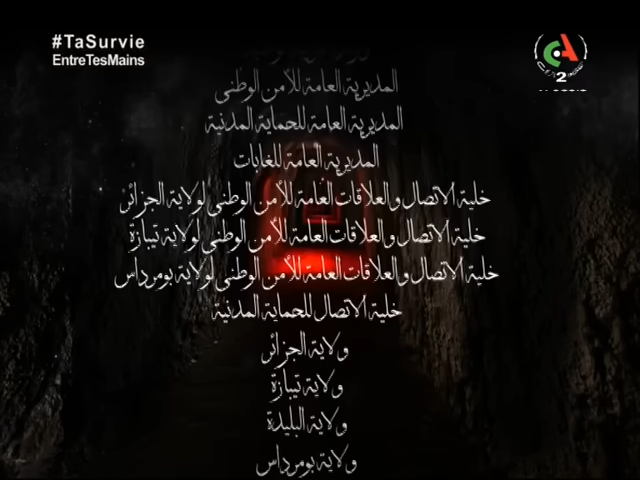 #TaSurvie
EntreTesMains
2
المديرية العامة للأمن الوطني
المديرية العامة للحماية المدنية
المديرية العامة للغابات
خلية الاتصال والعلاقات العامة للأمن الوطني لولاية الجزائر
خلية الاتصال والعلاقات العامة للأمن الوطني لولاية تيبازة
خلية الاتصال والعلاقات العامة للأمن الوطني لولاية بومرداس
خلية الاتصال للحماية المدنية
ولاية الجزائر
ولاية تيبازة
ولاية البليدة
ولاية بومرداس